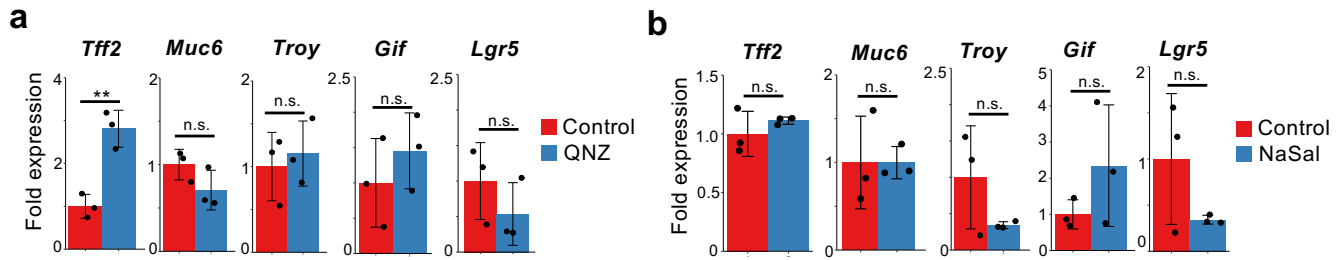 a
Tff2 Muc6 Troy Gif Lgr5
Fold expression
4
3
2
1
0
**
2
1
0
n.s.
2
1
0
n.s.
2.5
0
n.s.
2.5
0
n.s.
Control
QNZ
b
Tff2 Muc6 Troy Gif Lgr5
Fold expression
1.5
1.0
0.5
0
n.s.
2
1
0
n.s.
2.5
0
n.s.
5
4
3
2
1
0
n.s.
2
1
0
n.s.
Control
NaSal